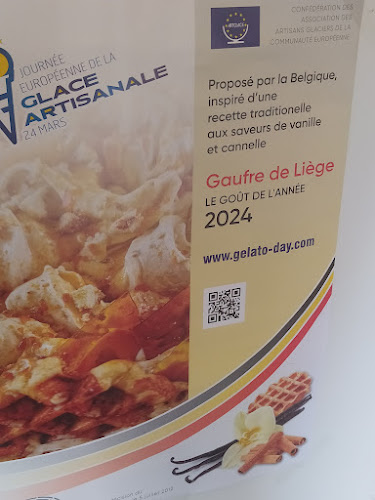 JOURNÉE
EUROPÉENNE DE LA
GLACE
ARTISANALE
24 MARS
CONFÉDÉRATION DES
ASSOCIATION DES
ARTISANS GLACIERS DE LA
COMMUNAUTÉ EUROPÉENNE
Proposé par la Belgique,
inspiré d'une
recette traditionelle
aux saveurs de vanille
et cannelle
Gaufre de Liège
LE GOÛT DE L'ANNÉE
2024
www.gelato-day.com